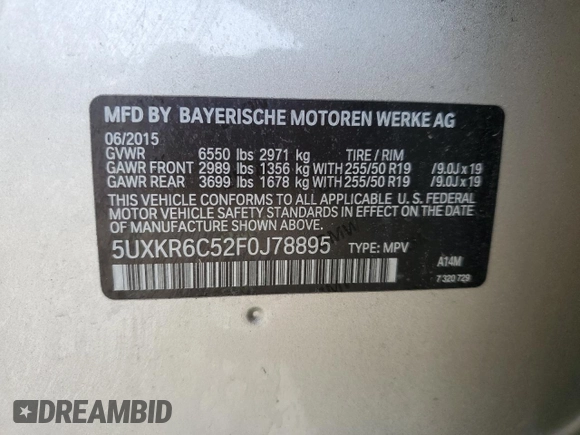 MFD BY BAYERISCHE MOTOREN WERKE AG
06/2015
GVWR 6550 lbs 2971 kg TIRE / RIM
GAWR FRONT 2989 lbs 1356 kg WITH 255/50 R19 /9.0J x 19
GAWR REAR 3699 lbs 1678 kg WITH 255/50 R19 /9.0J x 19
THIS VEHICLE CONFORMS TO ALL APPLICABLE U. S. FEDERAL
MOTOR VEHICLE SAFETY STANDARDS IN EFFECT ON THE DATE
OF MANUFACTURE SHOWN ABOVE.
5UXKR6C52F0J78895 TYPE: MPV
A14M
7 320 729
DREAMBID